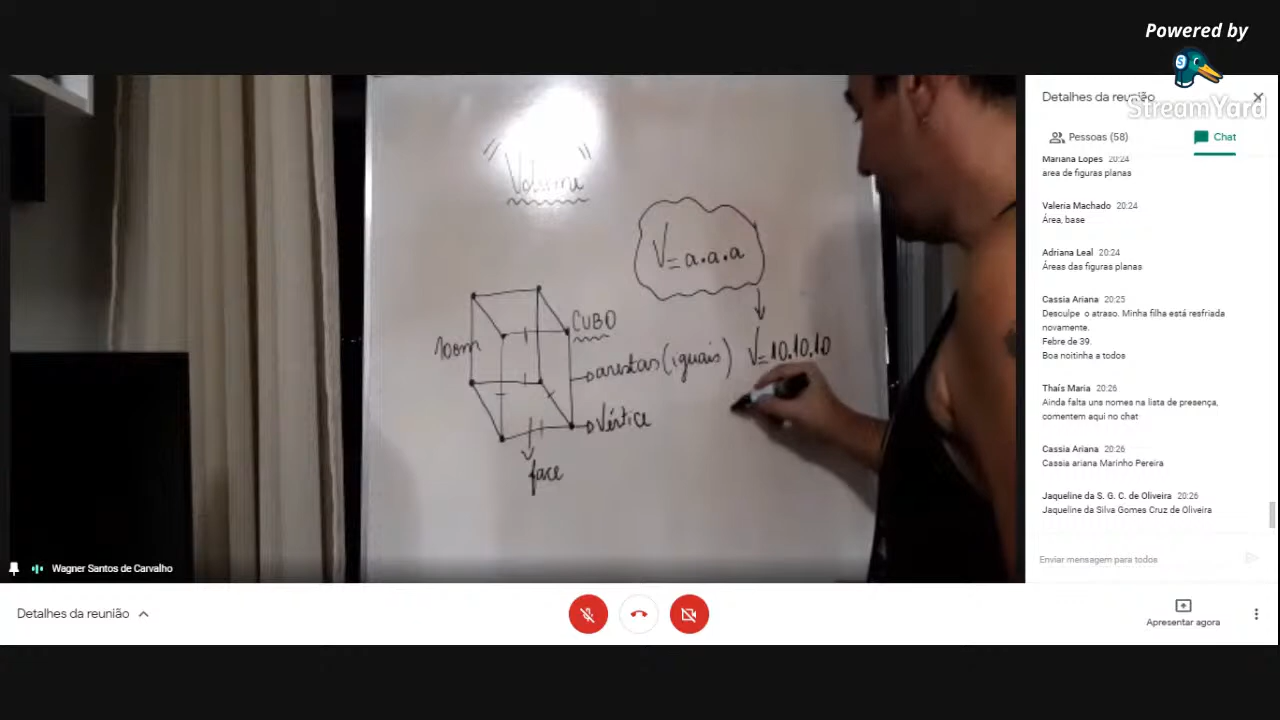 Powered by
StreamYard
Detalhes da reunião
Pessoas (58)
Chat
Mariana Lopes 20:24
area de figuras planas
Valeria Machado 20:24
Área, base
Adriana Leal 20:24
Áreas das figuras planas
Cassia Ariana 20:25
Desculpe o atraso. Minha filha está resfriada
novamente.
Febre de 39.
Boa noitinha a todos
Thaís Maria 20:26
Ainda falta uns nomes na lista de presença,
comentem aqui no chat
Cassia Ariana 20:26
Cassia ariana Marinho Pereira
Jaqueline da S. G. C. de Oliveira 20:26
Jaqueline da Silva Gomes Cruz de Oliveira
Enviar mensagem para todos
"Volume"
V=a.a.a
CUBO
10cm
arestas (iguais)
V=10.10.10
Vértice
face
Wagner Santos de Carvalho
Detalhes da reunião
Apresentar agora